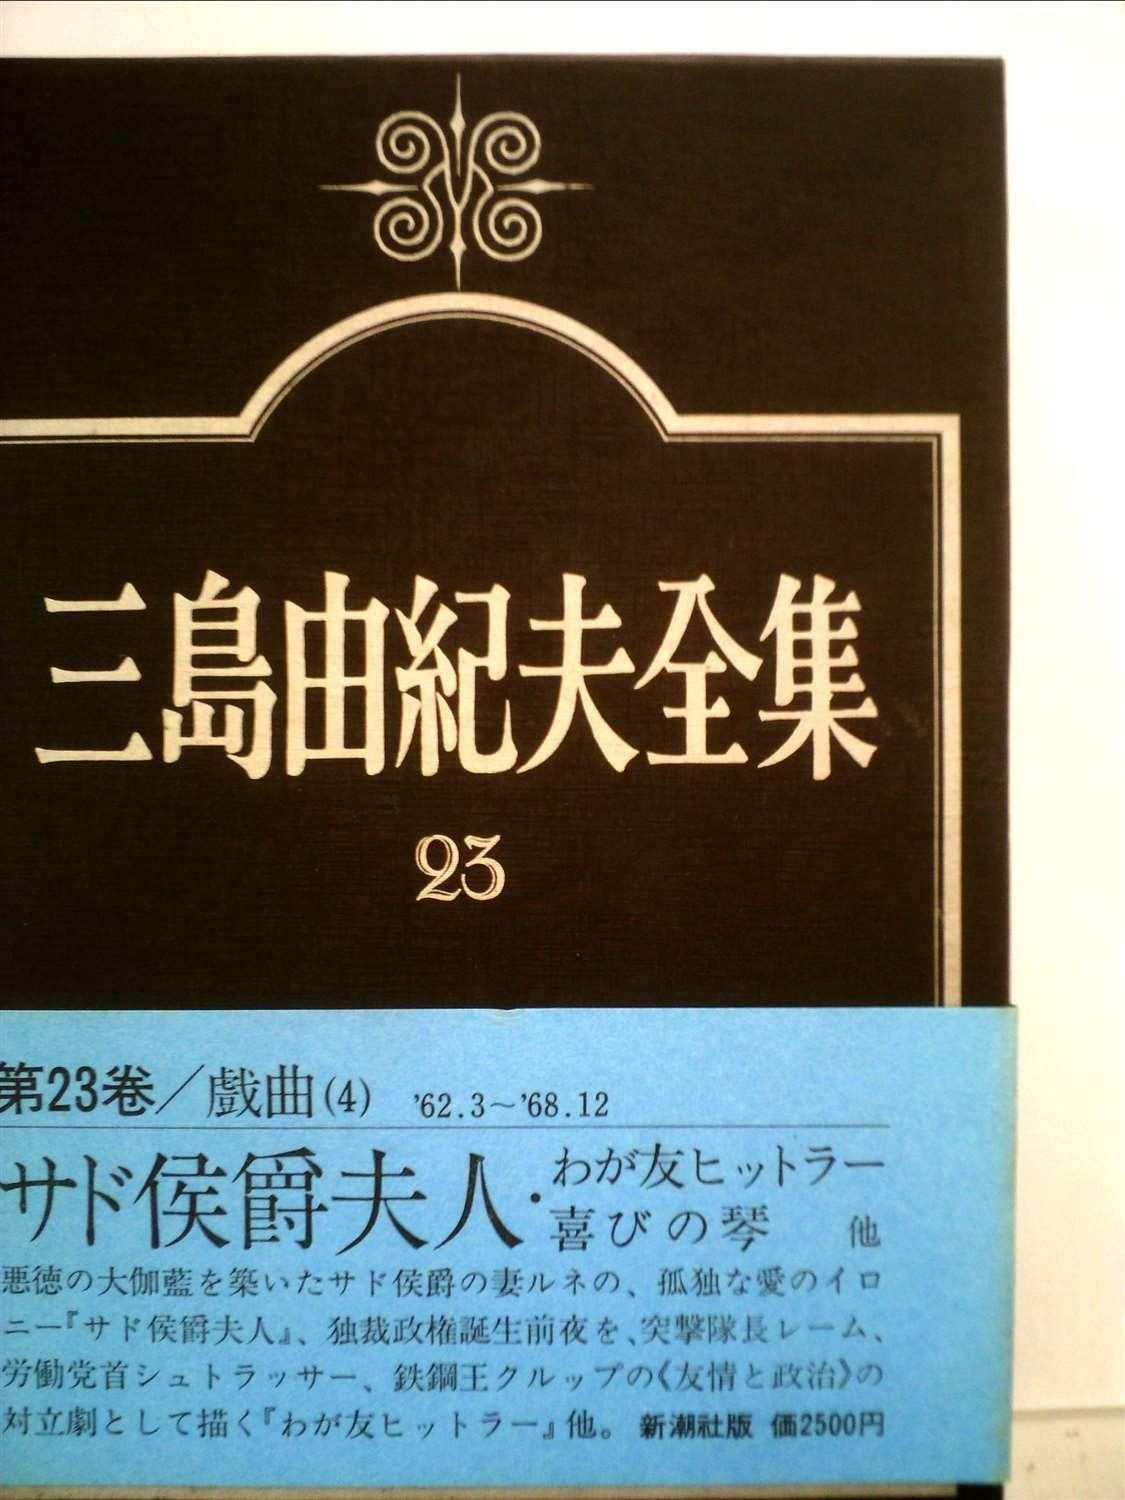 三島由紀夫全集
23
第23巻/戯曲(4) '62.3~'68.12
サド侯爵夫人・わが友ヒットラー
喜びの琴 他
悪徳の大伽藍を築いたサド侯爵の妻ルネの、孤独な愛のイロ
ニー『サド侯爵夫人』、独裁政権誕生前夜を、突撃隊長レーム、
労働党首シュトラッサー、鉄鋼王クルップの《友情と政治》の
対立劇として描く『わが友ヒットラー』他。 新潮社版 価2500円